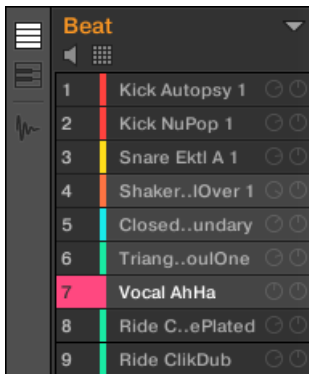 Beat
1 Kick Autopsy 1
2 Kick NuPop 1
3 Snare Ektl A 1
4 Shaker..lOver 1
5 Closed..undary
6 Triang..oulOne
7 Vocal AhHa
8 Ride C..ePlated
9 Ride ClikDub